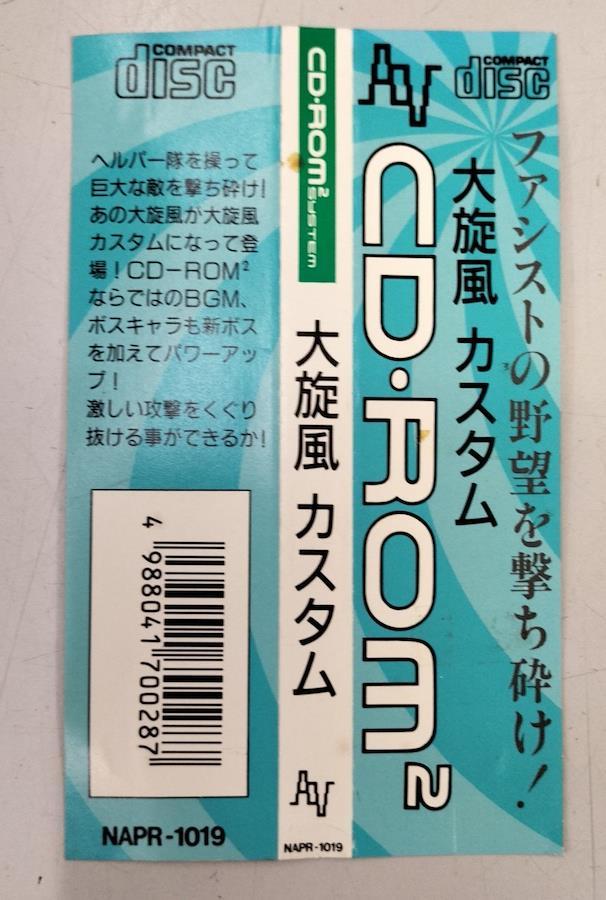 COMPACT
disc
ヘルパー隊を操って
巨大な敵を撃ち砕け!
あの大旋風が大旋風
カスタムになって登
場!CD-ROM²
ならではのBGM、
ボスキャラも新ボス
を加えてパワーアッ
プ!
激しい攻撃をくぐり
抜ける事ができるか!
4 988041 700287
NAPR-1019
CD·ROM² SYSTEM
大旋風 カスタム
NAPR-1019
CD·ROM²
COMPACT
disc
大旋風 カスタム
ファシストの野望を撃ち砕け!